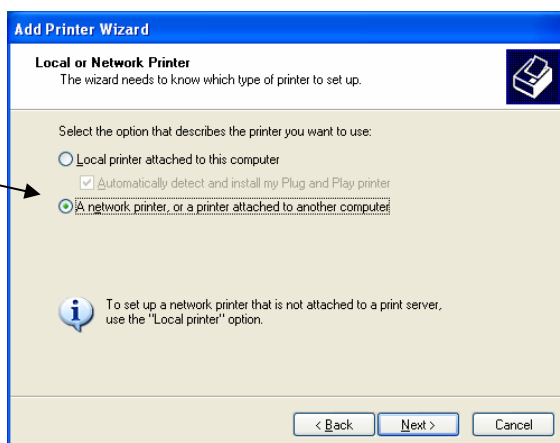 Add Printer Wizard
Local or Network Printer
The wizard needs to know which type of printer to set up.
Select the option that describes the printer you want to use:
Local printer attached to this computer
Automatically detect and install my Plug and Play printer
A network printer, or a printer attached to another computer
To set up a network printer that is not attached to a print server,
use the "Local printer" option.
< Back
Next >
Cancel